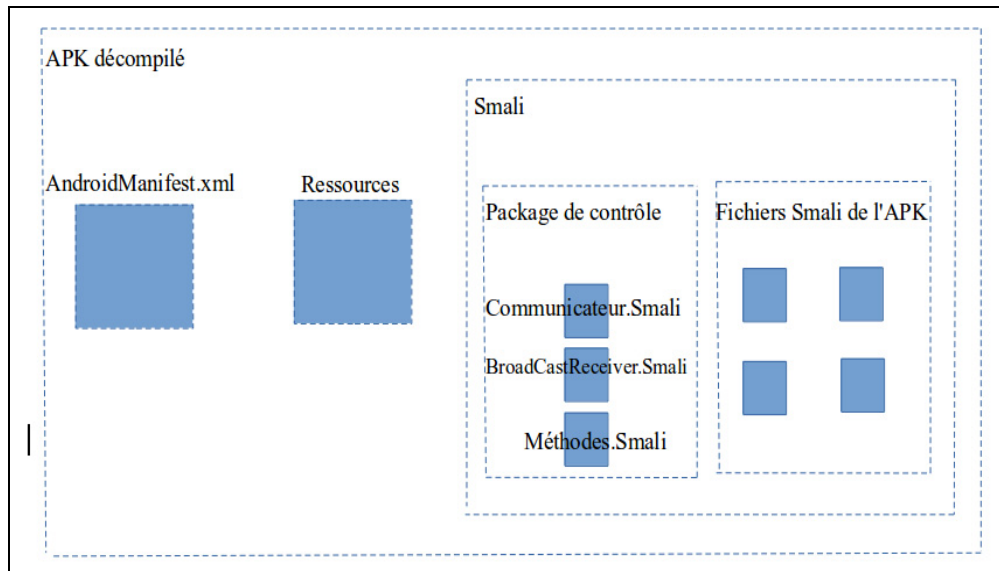 APK décompilé
Smali
AndroidManifest.xml
Ressources
Package de contrôle
Fichiers Smali de l'APK
Communicateur.Smali
BroadCastReceiver.Smali
Méthodes.Smali